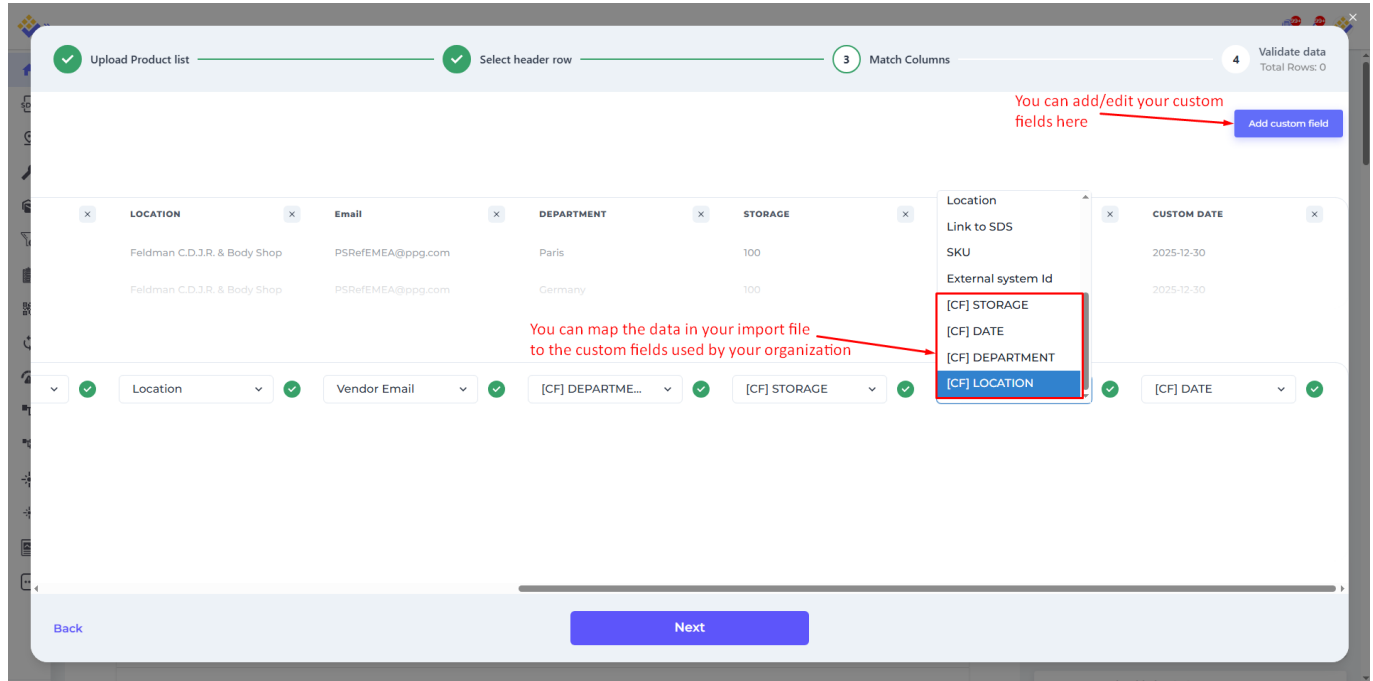 Upload Product list
Select header row
3
Match Columns
4
Validate data
Total Rows: 0
You can add/edit your custom
fields here
Add custom field
LOCATION
Email
DEPARTMENT
STORAGE
CUSTOM DATE
Feldman C.D.J.R. & Body Shop
PSRefEMEA@ppg.com
Paris
100
2025-12-30
Feldman C.D.J.R. & Body Shop
PSRefEMEA@ppg.com
Germany
100
2025-12-30
Location
Link to SDS
SKU
External system Id
[CF] STORAGE
[CF] DATE
[CF] DEPARTMENT
[CF] LOCATION
You can map the data in your import file
to the custom fields used by your organization
Location
Vendor Email
[CF] DEPARTME...
[CF] STORAGE
[CF] DATE
Back
Next